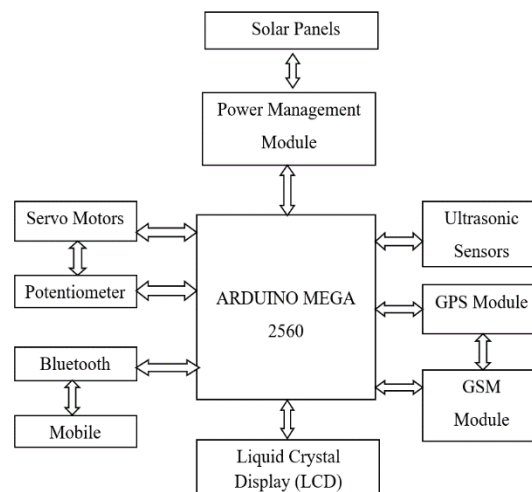 Solar Panels
Power Management
Module
Servo Motors
Potentiometer
Bluetooth
Mobile
ARDUINO MEGA
2560
Ultrasonic
Sensors
GPS Module
GSM
Module
Liquid Crystal
Display (LCD)